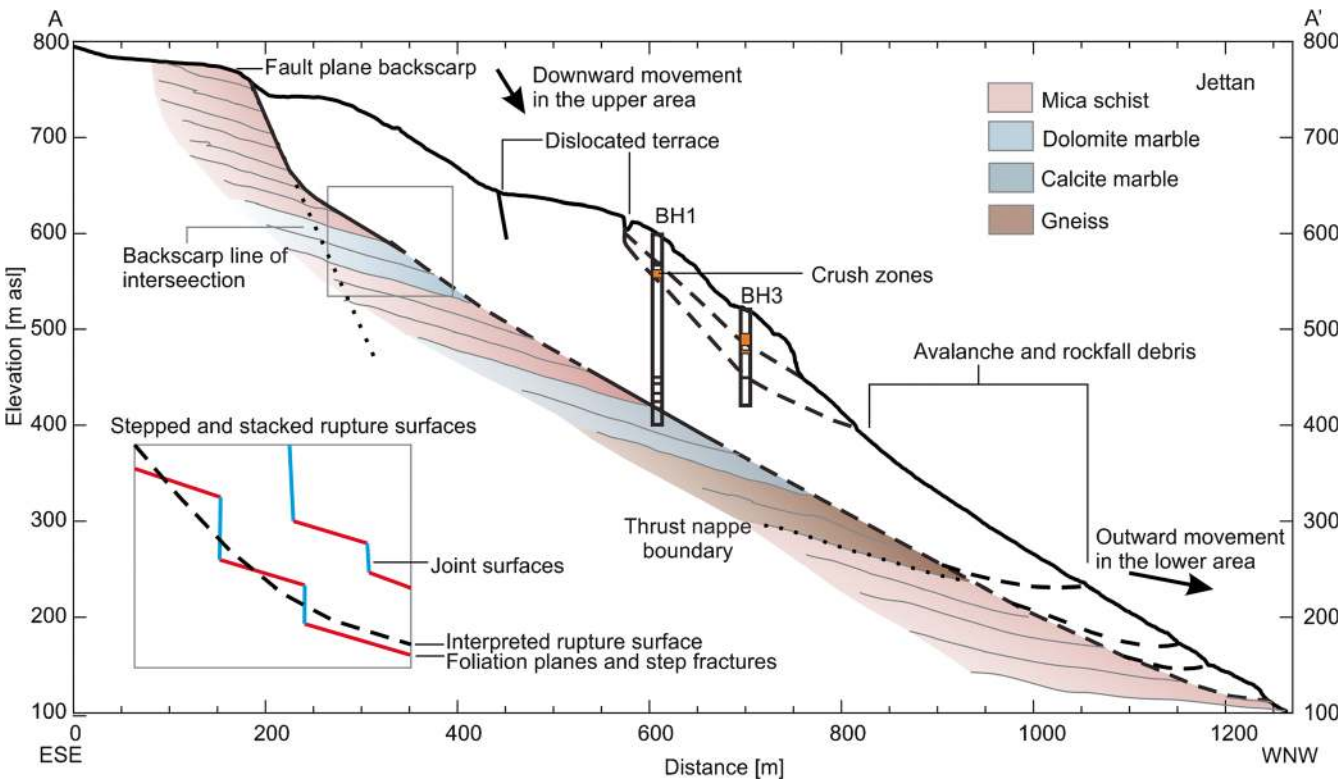 A
A'
800
700
600
500
400
300
200
100
Elevation [m asl]
800
700
600
500
400
300
200
100
Fault plane backscarp
Downward movement
in the upper area
Dislocated terrace
Jettan
Mica schist
Dolomite marble
Calcite marble
Gneiss
BH1
Crush zones
BH3
Backscarp line of
interseection
Avalanche and rockfall debris
Stepped and stacked rupture surfaces
Joint surfaces
Interpreted rupture surface
Foliation planes and step fractures
Thrust nappe
boundary
Outward movement
in the lower area
0
200
400
600
800
1000
1200
ESE
Distance [m]
WNW